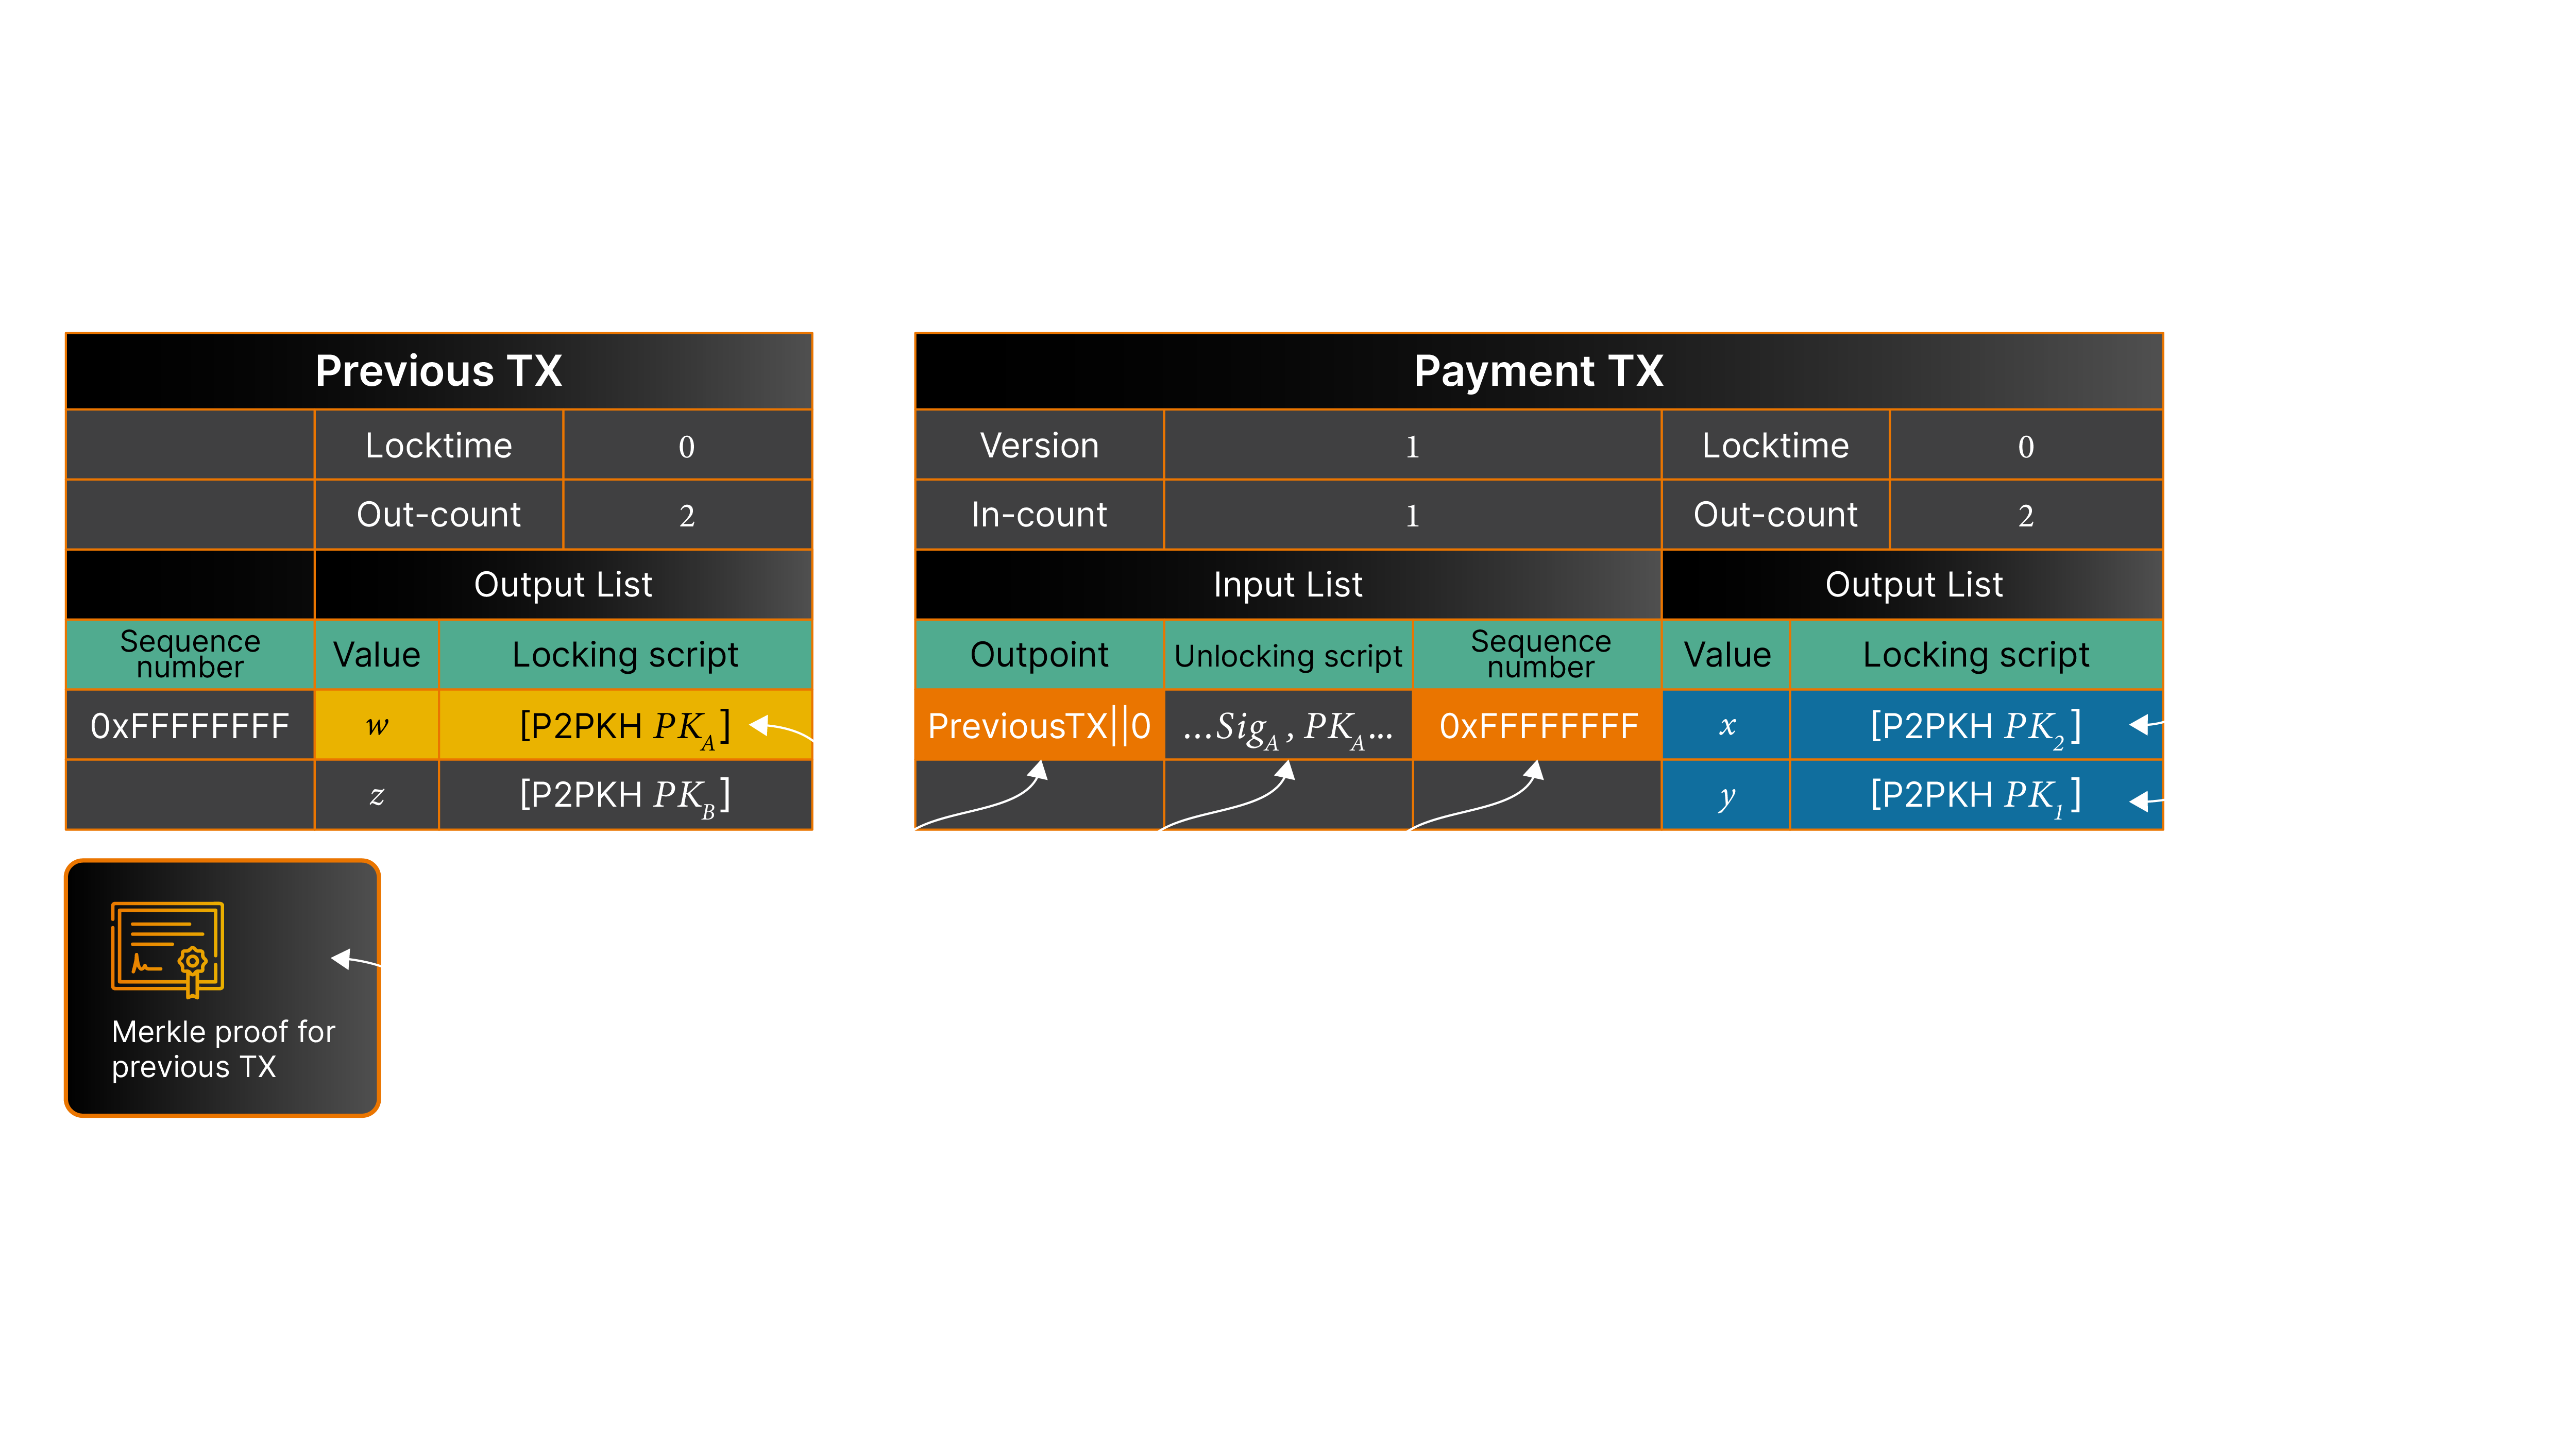 Previous TX
Locktime 0
Out-count 2
Output List
Sequence number Value Locking script
0xFFFFFFFF w [P2PKH PK_A]
z [P2PKH PK_B]
Payment TX
Version 1 Locktime 0
In-count 1 Out-count 2
Input List Output List
Outpoint Unlocking script Sequence number Value Locking script
PreviousTX||0 ...Sig_A, PK_A... 0xFFFFFFFF x [P2PKH PK_2]
y [P2PKH PK_1]
Merkle proof for
previous TX